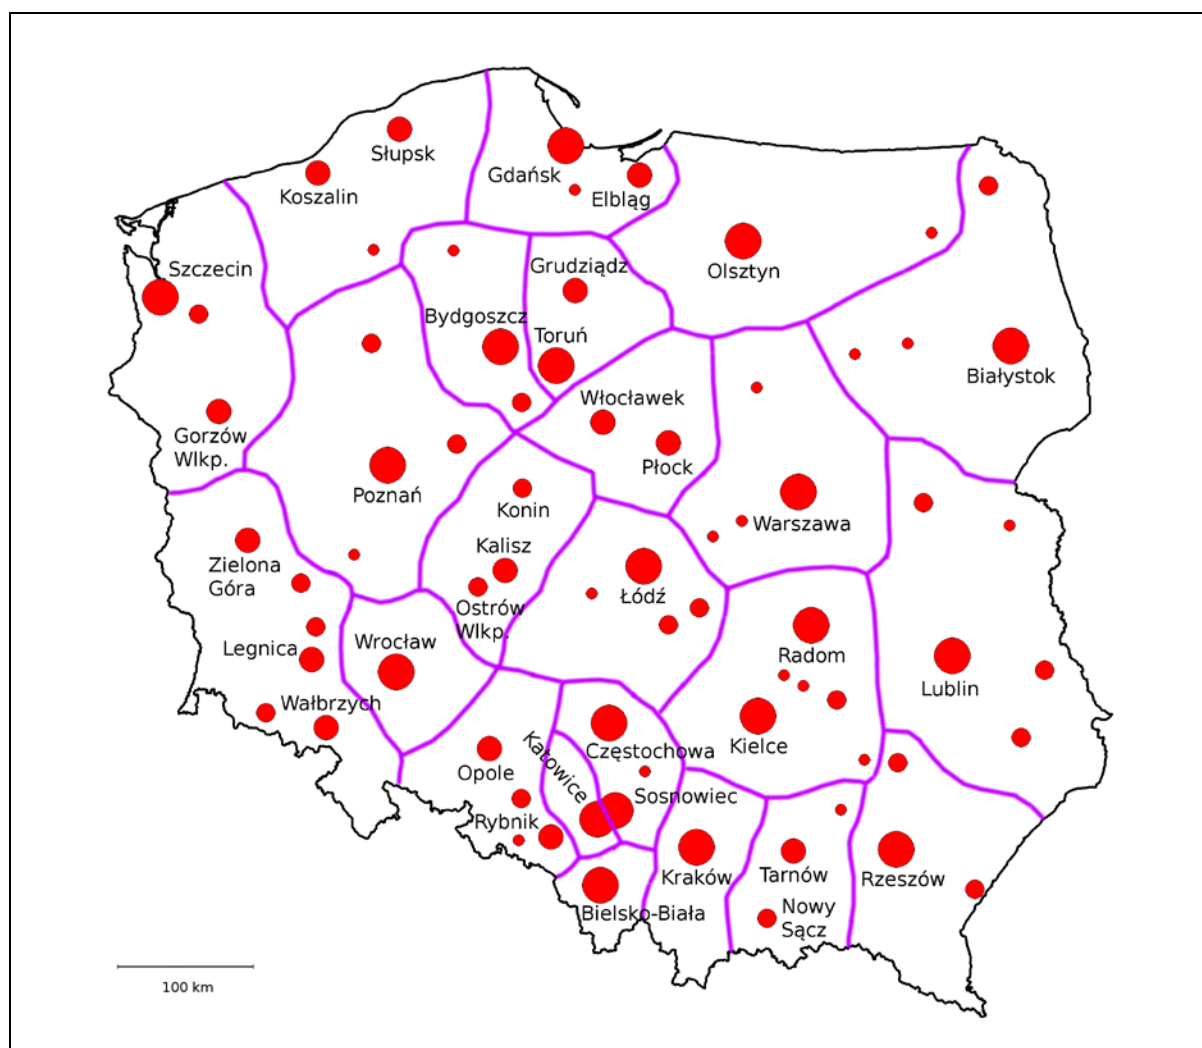 Słupsk
Gdańsk
Koszalin
Elbląg
Szczecin
Grudziądz
Olsztyn
Bydgoszcz
Toruń
Białystok
Włocławek
Gorzów
Wlkp.
Płock
Poznań
Konin
Warszawa
Kalisz
Zielona
Góra
Łódź
Ostrów
Wlkp.
Legnica
Wrocław
Radom
Lublin
Wałbrzych
Częstochowa
Kielce
Katowice
Opole
Sosnowiec
Rybnik
Kraków
Tarnów
Rzeszów
Bielsko-Biała
Nowy
Sącz
100 km